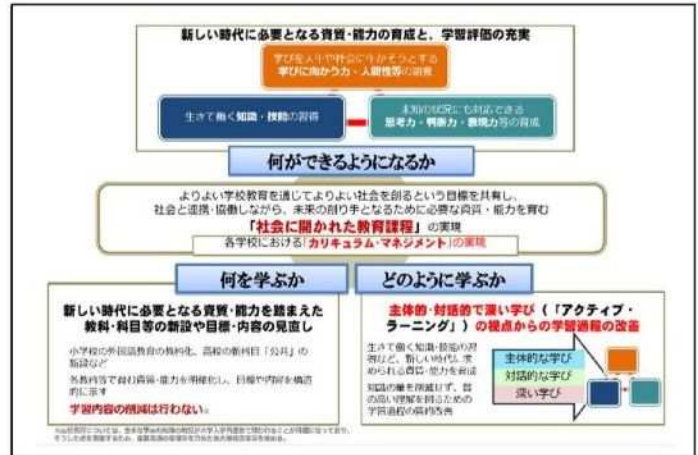 新しい時代に必要となる資質・能力の育成と、学習評価の充実
学びを人生や社会に生かそうとする
学びに向かう力・人間性等の涵養
生きて働く知識・技能の習得
未知の状況にも対応できる
思考力・判断力・表現力等の育成
何ができるようになるか
よりよい学校教育を通じてよりよい社会を創るという目標を共有し、
社会と連携・協働しながら、未来の創り手となるために必要な資質・能力を育む
「社会に開かれた教育課程」の実現
各学校における「カリキュラム・マネジメント」の実現
何を学ぶか
どのように学ぶか
新しい時代に必要となる資質・能力を踏まえた
教科・科目等の新設や目標・内容の見直し
小学校の外国語教育の教科化、高校の新科目「公共」の
新設など
各教科等で育む資質・能力を明確化し、目標や内容を構造
的に示す
学習内容の削減は行わない。
主体的・対話的で深い学び（「アクティブ・
ラーニング」）の視点からの学習過程の改善
生きて働く知識・技能の習
得など、新しい時代に求
められる資質・能力を育成
知識の量を削減せず、質
の高い理解を図るための
学習過程の質的改善
主体的な学び
対話的な学び
深い学び